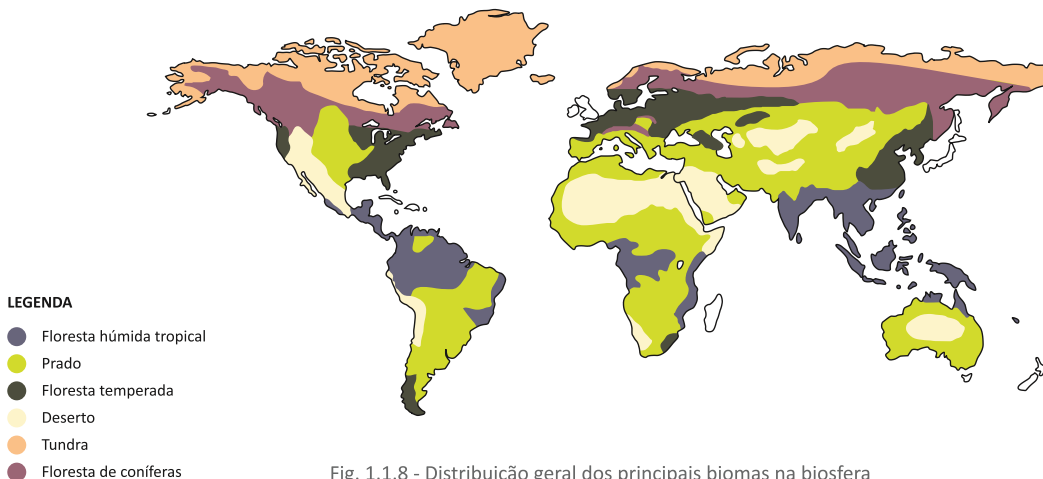 LEGENDA
Floresta húmida tropical
Prado
Floresta temperada
Deserto
Tundra
Floresta de coníferas
Fig. 1.1.8 - Distribuição geral dos principais biomas na biosfera